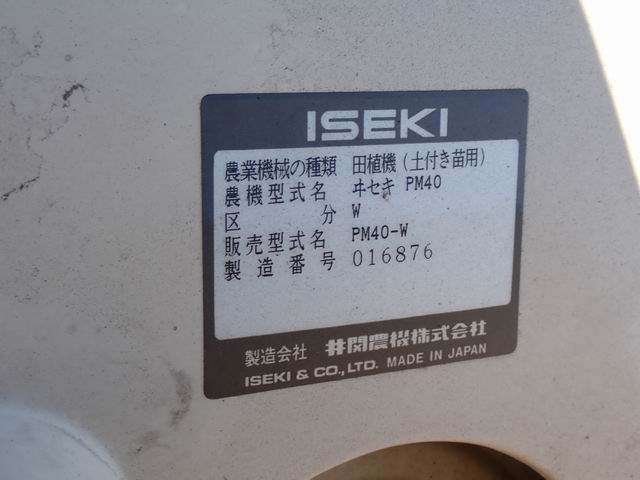 ISEKI
農業機械の種類 田植機（土付き苗用）
農機型式名 ヰセキ PM40
区分 W
販売型式名 PM40-W
製造番号 016876
製造会社 井関農機株式会社
ISEKI & CO., LTD. MADE IN JAPAN